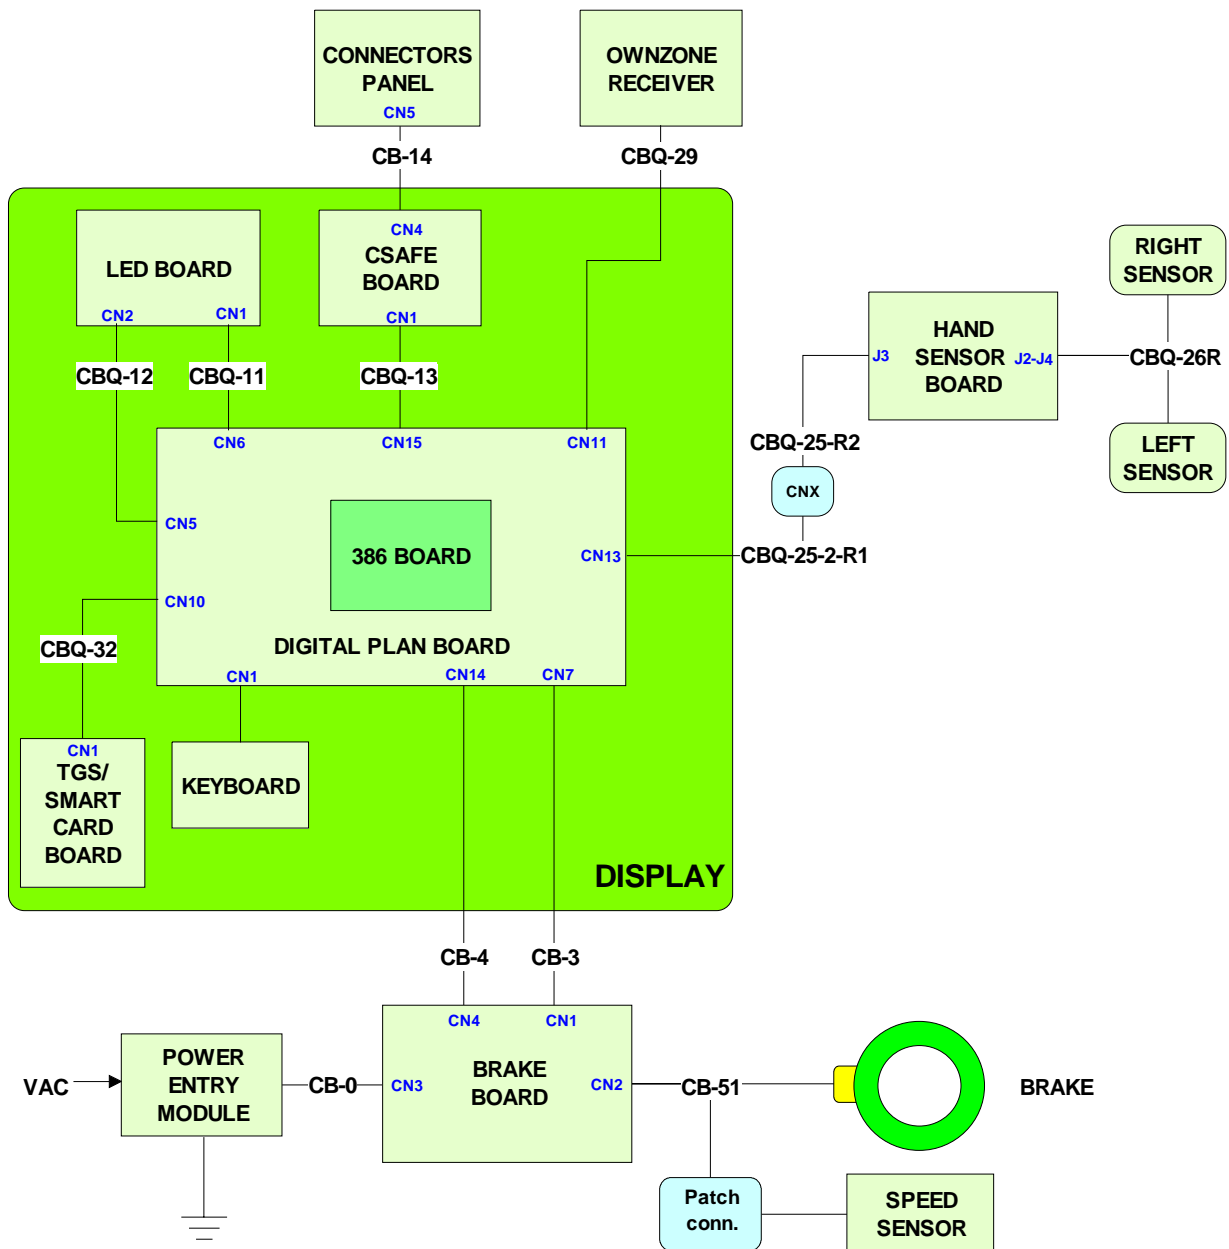 CONNECTORS
PANEL
CN5
OWNZONE
RECEIVER
CB-14
CBQ-29
LED BOARD
CN2
CN1
CN4
CSAFE
BOARD
CN1
RIGHT
SENSOR
HAND
SENSOR
BOARD
J3
J2-J4
CBQ-26R
LEFT
SENSOR
CBQ-12
CBQ-11
CBQ-13
CN6
CN15
CN11
CBQ-25-R2
CNX
CBQ-25-2-R1
CN5
386 BOARD
CN13
CN10
CBQ-32
DIGITAL PLAN BOARD
CN1
CN14
CN7
CN1
TGS/
SMART
CARD
BOARD
KEYBOARD
DISPLAY
CB-4
CB-3
CN4
CN1
VAC
POWER
ENTRY
MODULE
CB-0
CN3
BRAKE
BOARD
CN2
CB-51
BRAKE
Patch
conn.
SPEED
SENSOR